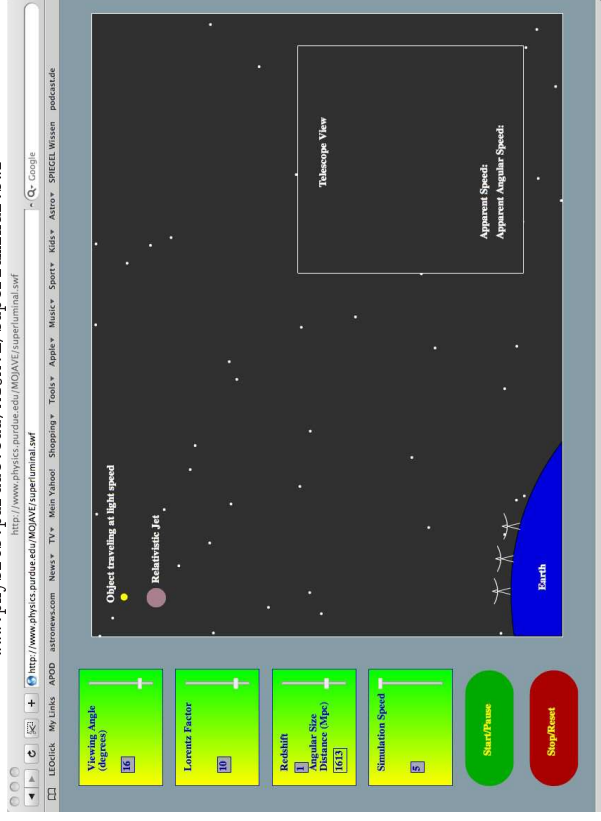 http://www.physics.purdue.edu/MOJAVE/superluminal.swf
http://www.physics.purdue.edu/MOJAVE/superluminal.swf
Google
LEOclick My Links APOD astronews.com News TV Mein Yahoo! Shopping Tools Apple Music Sport Kids Astro SPIEGEL Wissen podcast.de
Viewing Angle
(degrees)
16
Lorentz Factor
10
Redshift
1
Angular Size
Distance (Mpc)
1613
Simulation Speed
5
Start/Pause
Stop/Reset
Object traveling at light speed
Relativistic Jet
Earth
Telescope View
Apparent Speed:
Apparent Angular Speed: